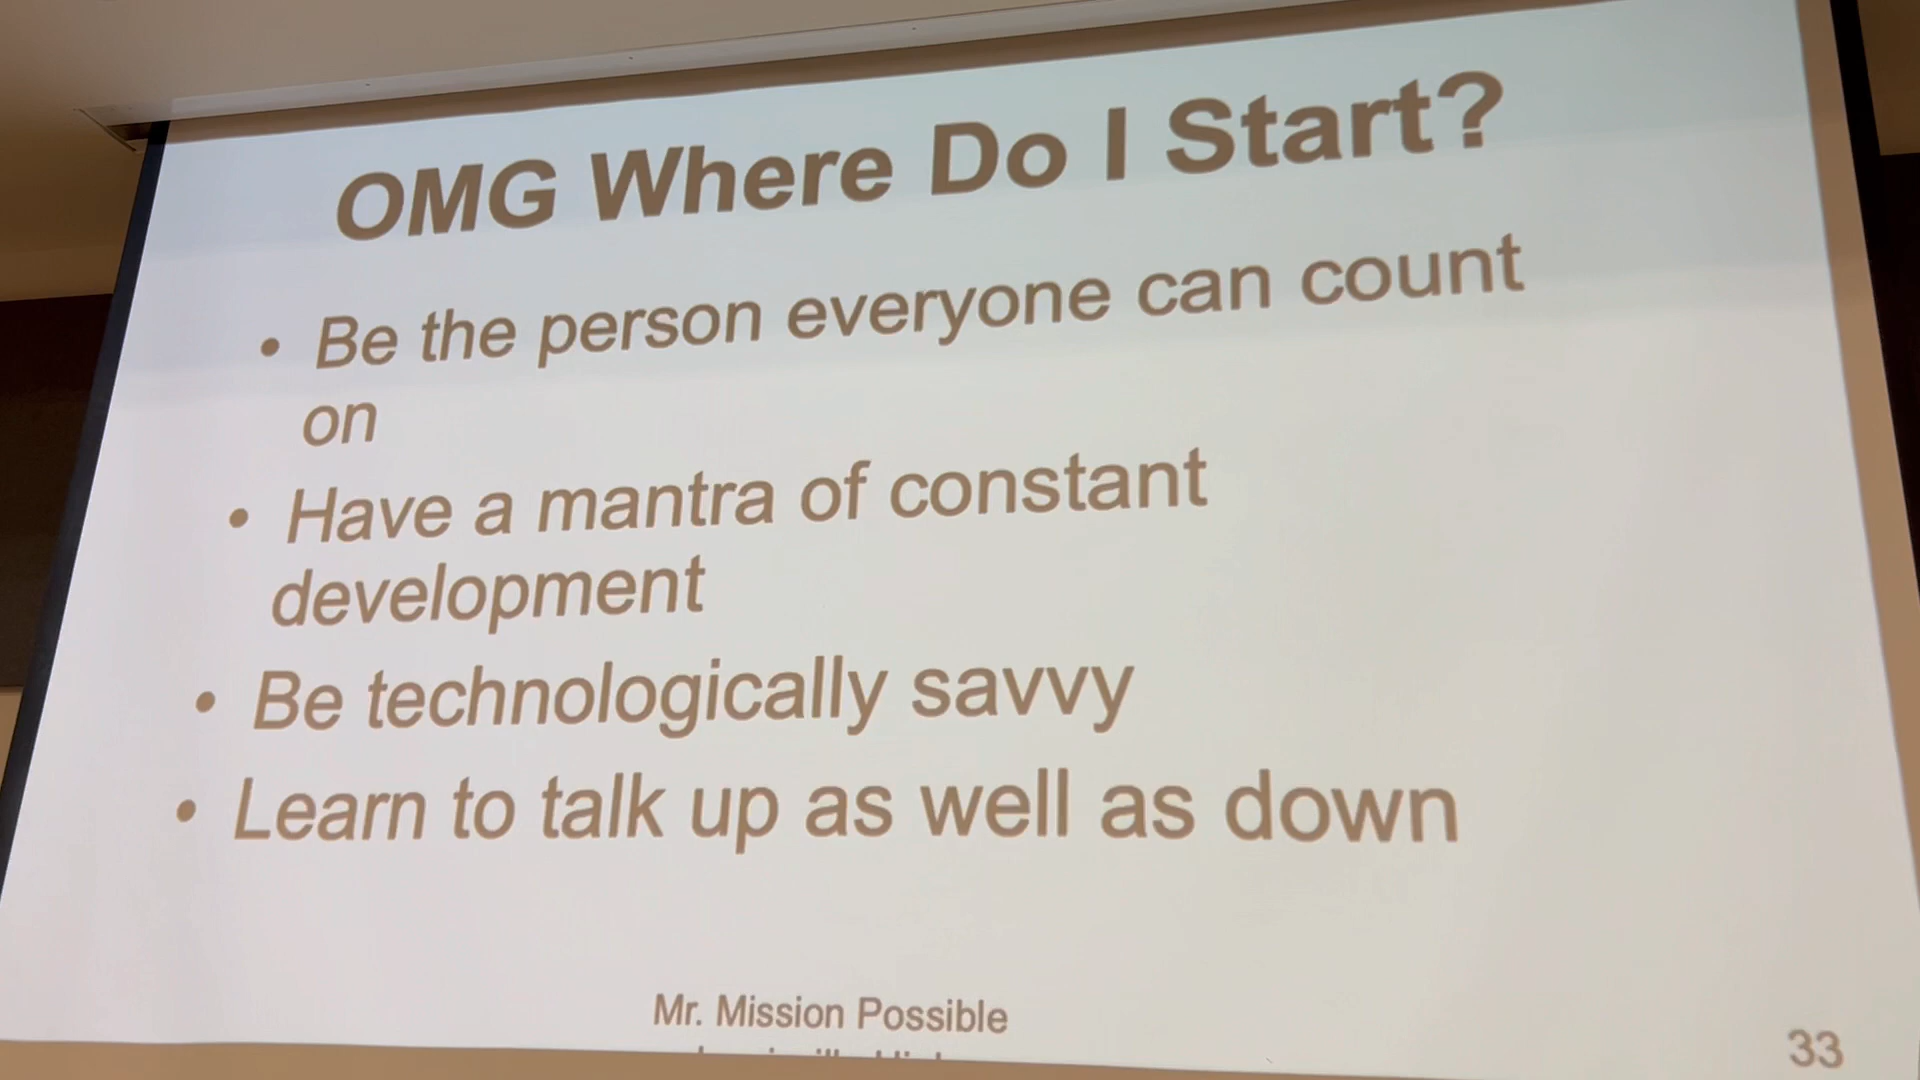 OMG Where Do I Start?
• Be the person everyone can count
on
• Have a mantra of constant
development
• Be technologically savvy
• Learn to talk up as well as down
Mr. Mission Possible
33